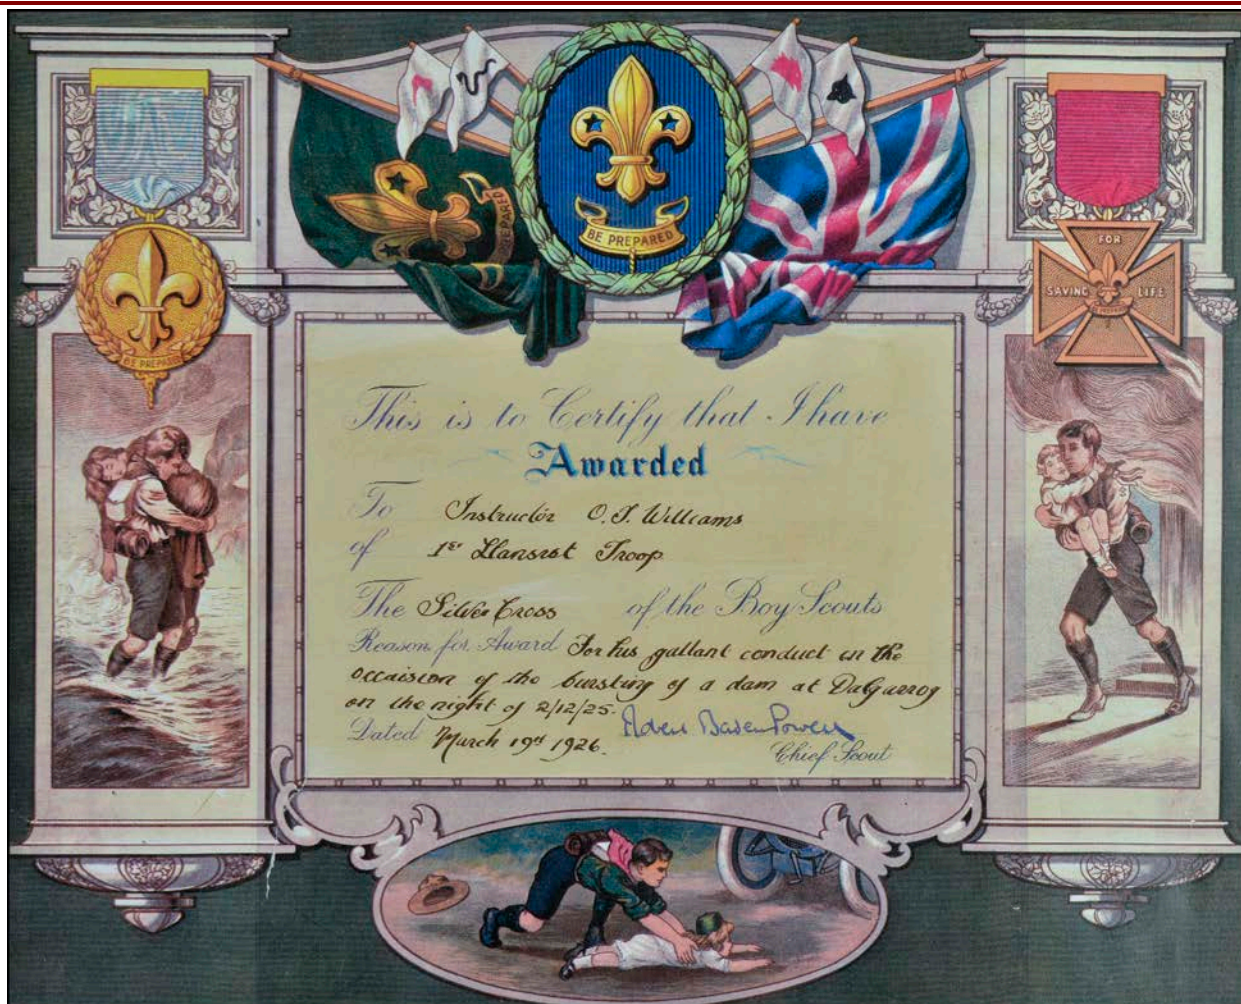 BE PREPARED
PREPARED
BE PREPARED
FOR
SAVING LIFE
BE PREPARED
This is to Certify that I have
Awarded
To Instructor O. J. Williams
of 1st Troop
The Silver Cross of the Boy Scouts
Reason for Award For his gallant conduct on the
occaision of the bursting of a dam at DolGarrog
on the night of 2/12/25.
Robert Baden Powell
Dated March 19th 1926.
Chief Scout